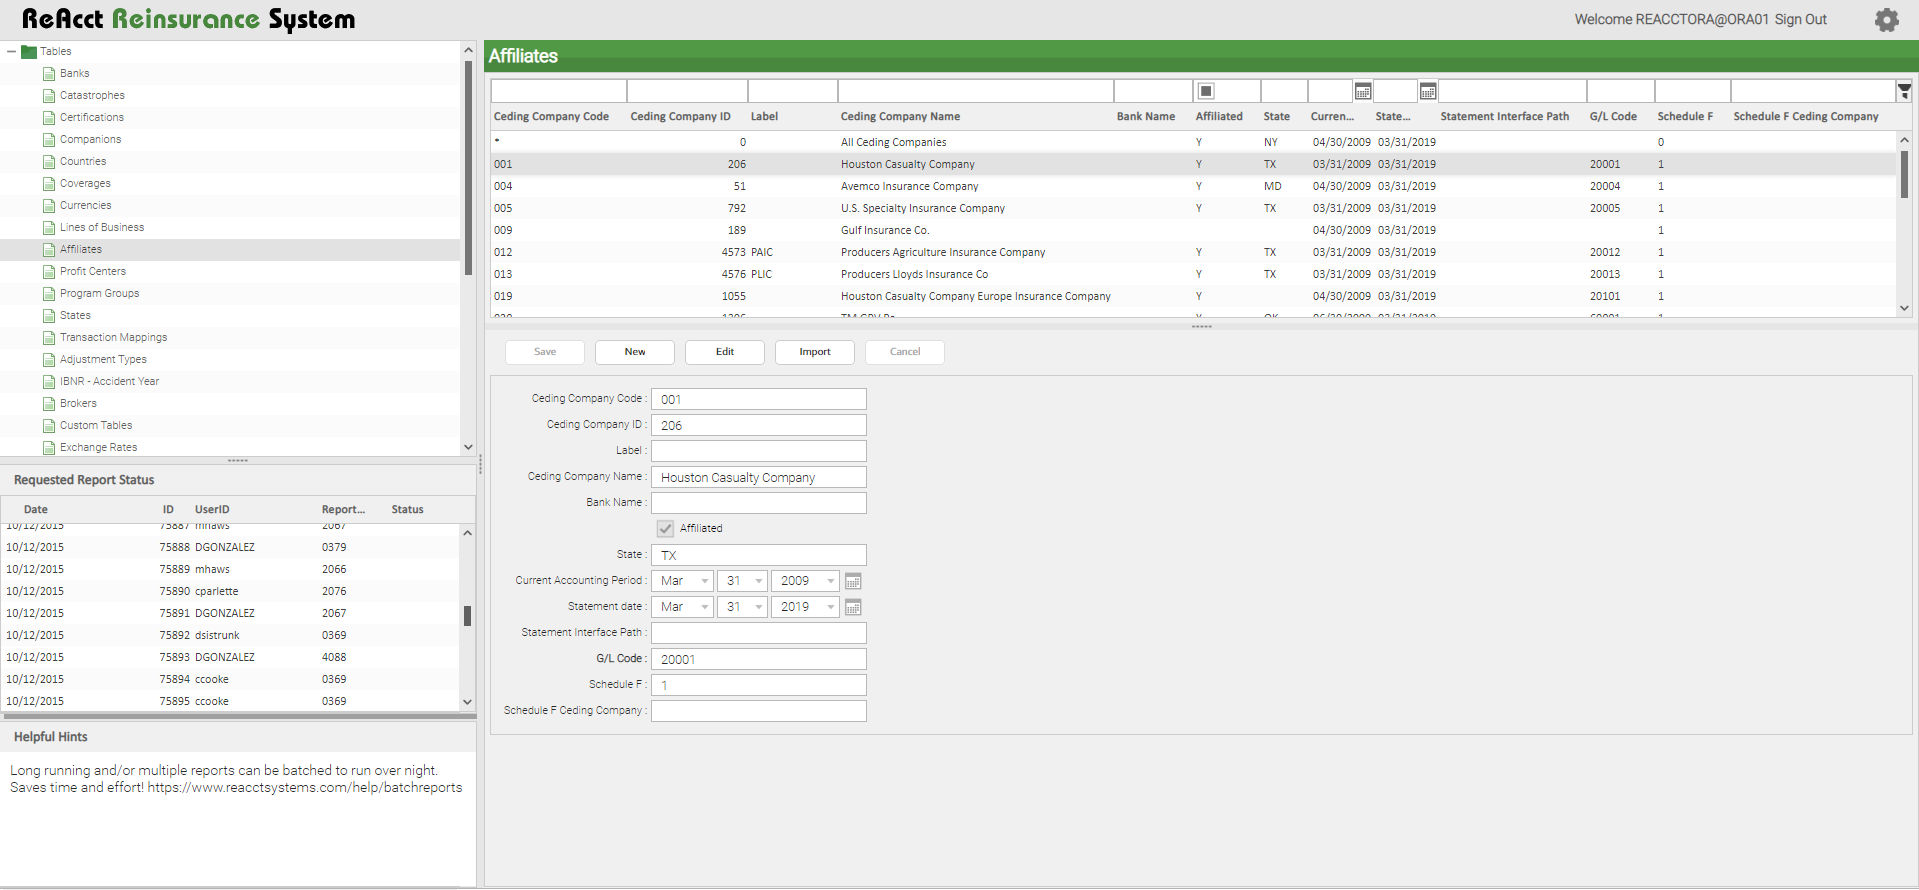 ReAcct Reinsurance System
Welcome REACCTORA@ORA01 Sign Out
Tables
Banks
Catastrophes
Certifications
Companions
Countries
Coverages
Currencies
Lines of Business
Affiliates
Profit Centers
Program Groups
States
Transaction Mappings
Adjustment Types
IBNR - Accident Year
Brokers
Custom Tables
Exchange Rates
Requested Report Status
Date ID UserID Report... Status
10/12/2015 75887 mhaws 2067
10/12/2015 75888 DGONZALEZ 0379
10/12/2015 75889 mhaws 2066
10/12/2015 75890 cparlette 2076
10/12/2015 75891 DGONZALEZ 2067
10/12/2015 75892 dsistrunk 0369
10/12/2015 75893 DGONZALEZ 4088
10/12/2015 75894 ccooke 0369
10/12/2015 75895 ccooke 0369
Helpful Hints
Long running and/or multiple reports can be batched to run over night.
Saves time and effort! https://www.reacctsystems.com/help/batchreports
Affiliates
Ceding Company Code Ceding Company ID Label Ceding Company Name Bank Name Affiliated State Curren... State... Statement Interface Path G/L Code Schedule F Schedule F Ceding Company
* 0 All Ceding Companies Y NY 04/30/2009 03/31/2019 0
001 206 Houston Casualty Company Y TX 03/31/2009 03/31/2019 20001 1
004 51 Avemco Insurance Company Y MD 04/30/2009 03/31/2019 20004 1
005 792 U.S. Specialty Insurance Company Y TX 03/31/2009 03/31/2019 20005 1
009 189 Gulf Insurance Co. 04/30/2009 03/31/2019 1
012 4573 PAIC Producers Agriculture Insurance Company Y TX 03/31/2009 03/31/2019 20012 1
013 4576 PLIC Producers Lloyds Insurance Co Y TX 03/31/2009 03/31/2019 20013 1
019 1055 Houston Casualty Company Europe Insurance Company Y 04/30/2009 03/31/2019 20101 1
Save New Edit Import Cancel
Ceding Company Code : 001
Ceding Company ID : 206
Label :
Ceding Company Name : Houston Casualty Company
Bank Name :
Affiliated
State : TX
Current Accounting Period : Mar 31 2009
Statement date : Mar 31 2019
Statement Interface Path :
G/L Code : 20001
Schedule F : 1
Schedule F Ceding Company :